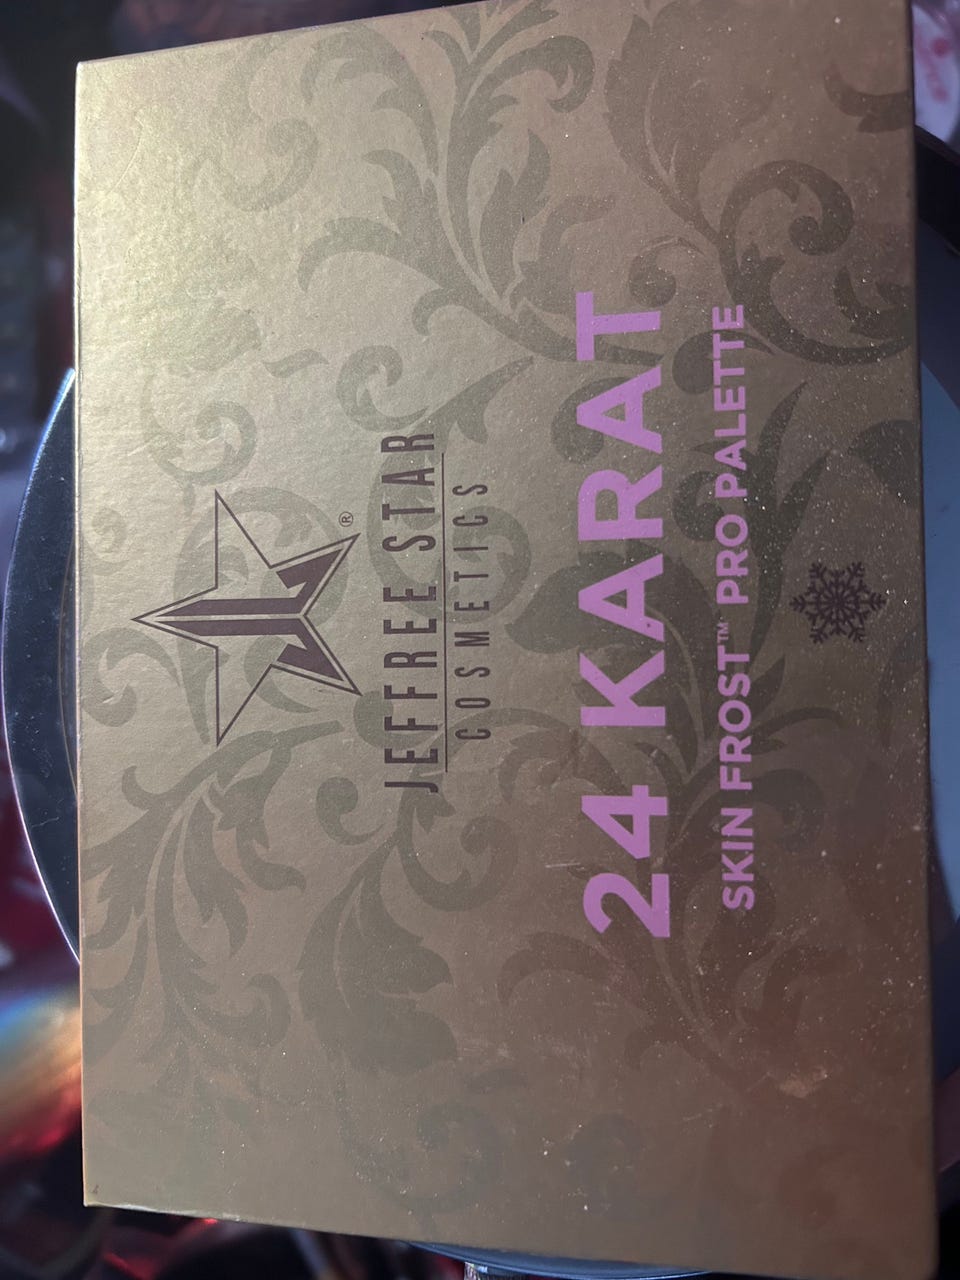 ®
JEFFREE STAR
COSMETICS
24 KARAT
SKIN FROST™ PRO PALETTE